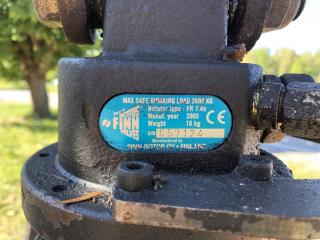 MAX SAFE WORKING LOAD 2600 KG
FINN
Rotator type · FR 7.4e
Manuf. year 2005
Weight 16 kg
S/N 057174
CE
Manufactured by
FINN-ROTOR OY • FINLAND